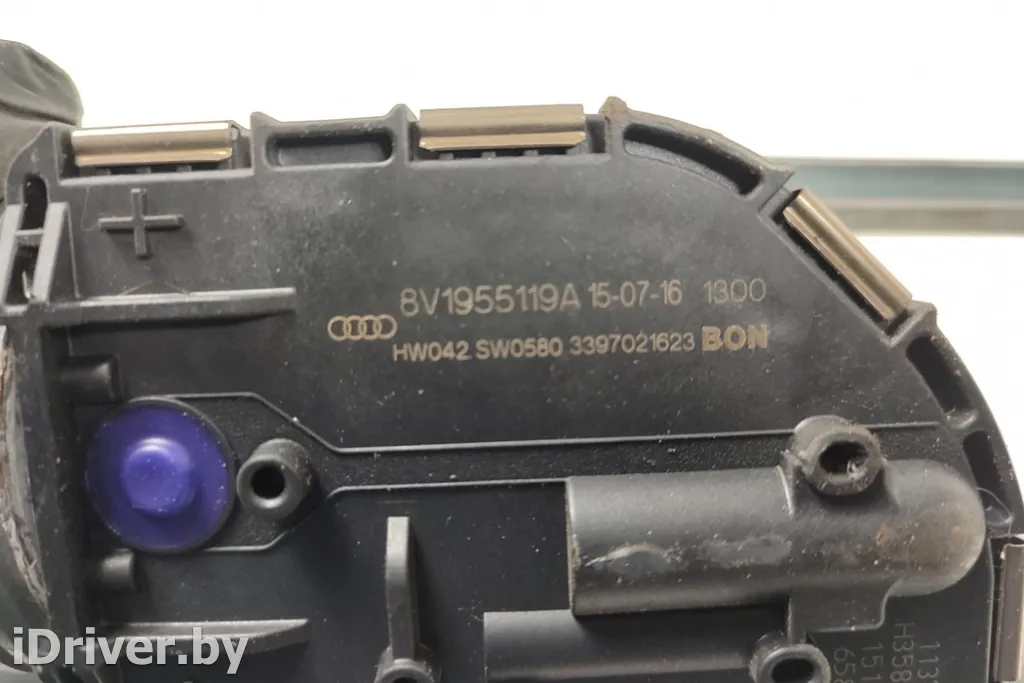 8V1955119A 15-07-16 1300
HW042 SW0580 3397021623 BON
iDriver.by